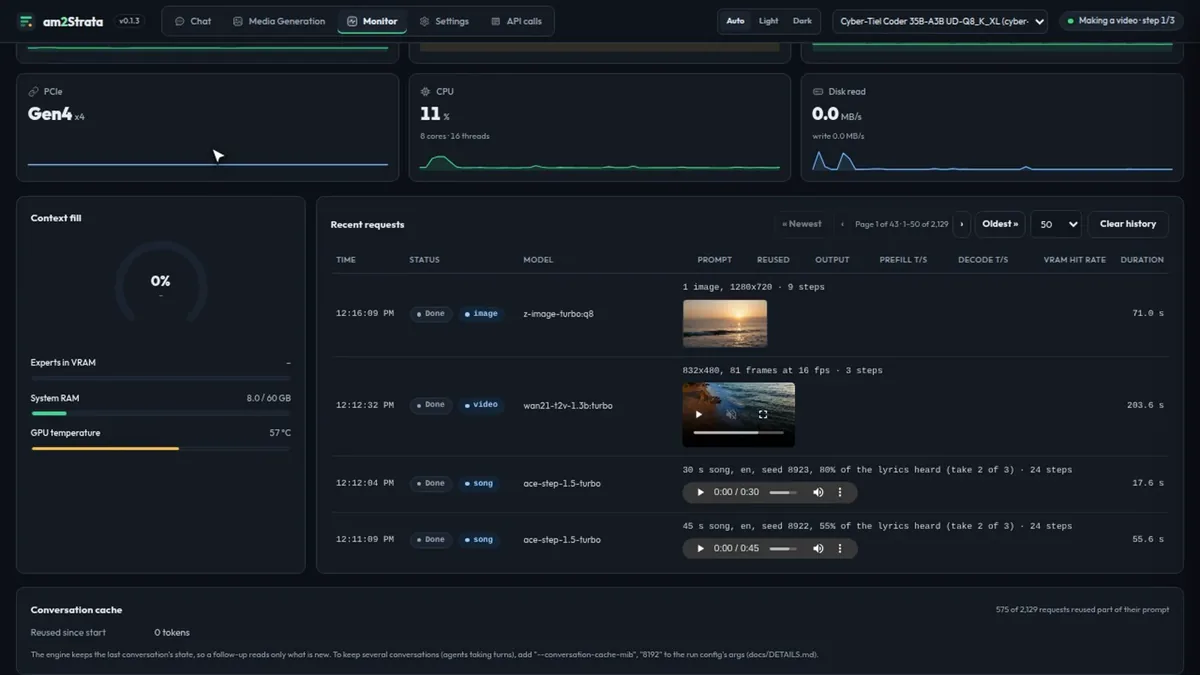 am2Strata v0.1.3 Chat Media Generation Monitor Settings API calls Auto Light Dark Cyber-Tiel Coder 35B-A3B UD-Q8_K_XL (cyber- Making a video · step 1/3
PCIe
Gen4 x4
CPU
11 %
8 cores · 16 threads
Disk read
0.0 MB/s
write 0.0 MB/s
Context fill
0%
–
Experts in VRAM –
System RAM 8.0 / 60 GB
GPU temperature 57 °C
Recent requests « Newest ‹ Page 1 of 43 · 1–50 of 2,129 › Oldest » 50 Clear history
TIME STATUS MODEL PROMPT REUSED OUTPUT PREFILL T/S DECODE T/S VRAM HIT RATE DURATION
1 image, 1280x720 · 9 steps
12:16:09 PM Done image z-image-turbo:q8 71.0 s
832x480, 81 frames at 16 fps · 3 steps
12:12:32 PM Done video wan21-t2v-1.3b:turbo 203.6 s
30 s song, en, seed 8923, 80% of the lyrics heard (take 2 of 3) · 24 steps
12:12:04 PM Done song ace-step-1.5-turbo 17.6 s
0:00 / 0:30
45 s song, en, seed 8922, 55% of the lyrics heard (take 2 of 3) · 24 steps
12:11:09 PM Done song ace-step-1.5-turbo 55.6 s
0:00 / 0:45
Conversation cache 575 of 2,129 requests reused part of their prompt
Reused since start 0 tokens
The engine keeps the last conversation's state, so a follow-up reads only what is new. To keep several conversations (agents taking turns), add "--conversation-cache-mib", "8192" to the run config's args (docs/DETAILS.md).